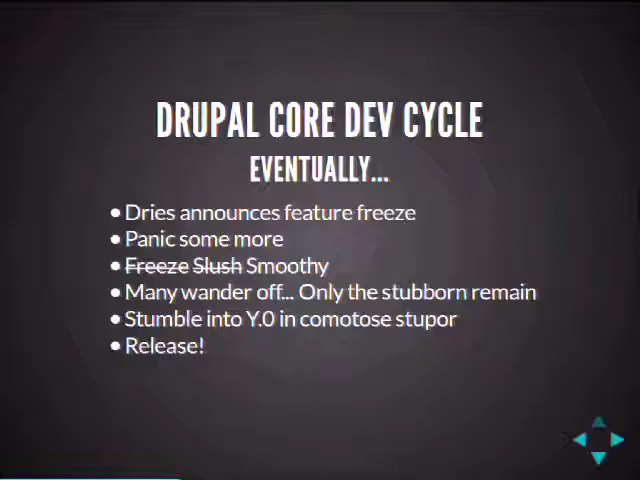 DRUPAL CORE DEV CYCLE
EVENTUALLY...
• Dries announces feature freeze
• Panic some more
• Freeze Slush Smoothy
• Many wander off... Only the stubborn remain
• Stumble into Y.0 in comotose stupor
• Release!